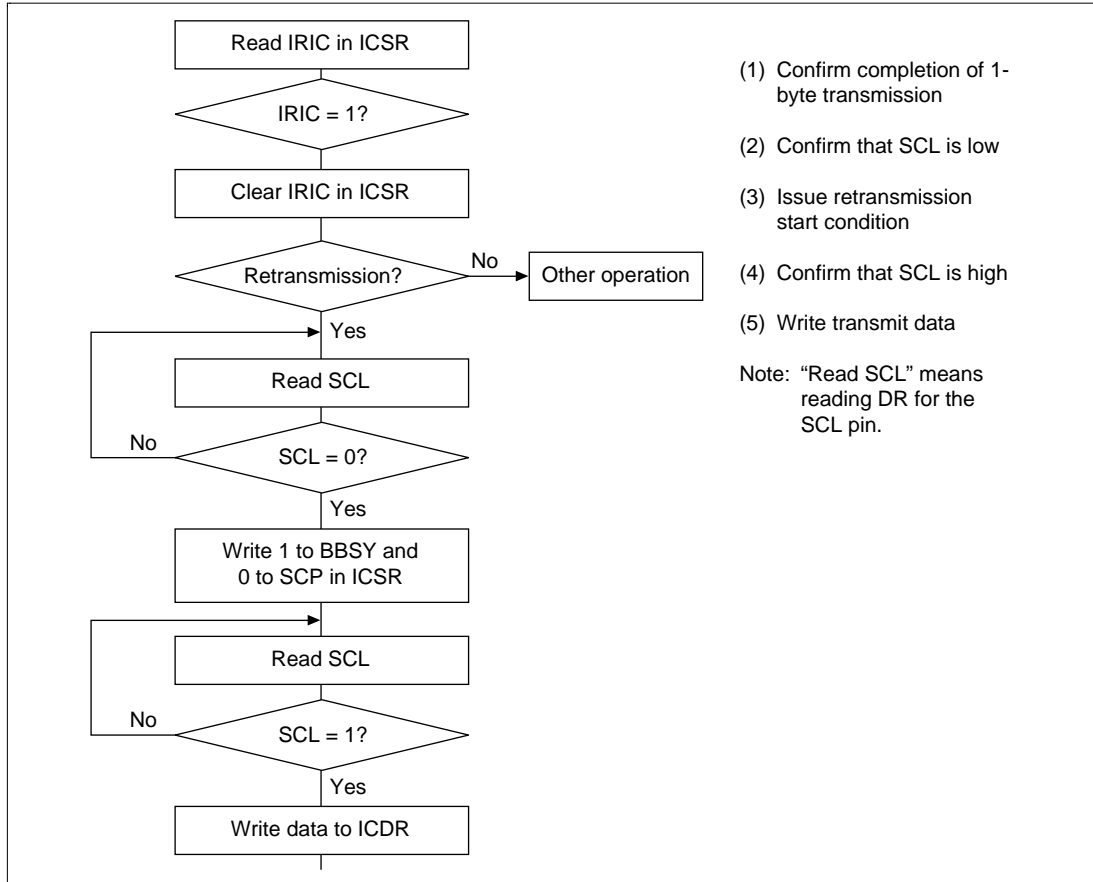 Read IRIC in ICSR
IRIC = 1?
Clear IRIC in ICSR
Retransmission?
No
Other operation
Yes
Read SCL
No
SCL = 0?
Yes
Write 1 to BBSY and
0 to SCP in ICSR
Read SCL
No
SCL = 1?
Yes
Write data to ICDR
(1) Confirm completion of 1-
byte transmission
(2) Confirm that SCL is low
(3) Issue retransmission
start condition
(4) Confirm that SCL is high
(5) Write transmit data
Note: “Read SCL” means
reading DR for the
SCL pin.